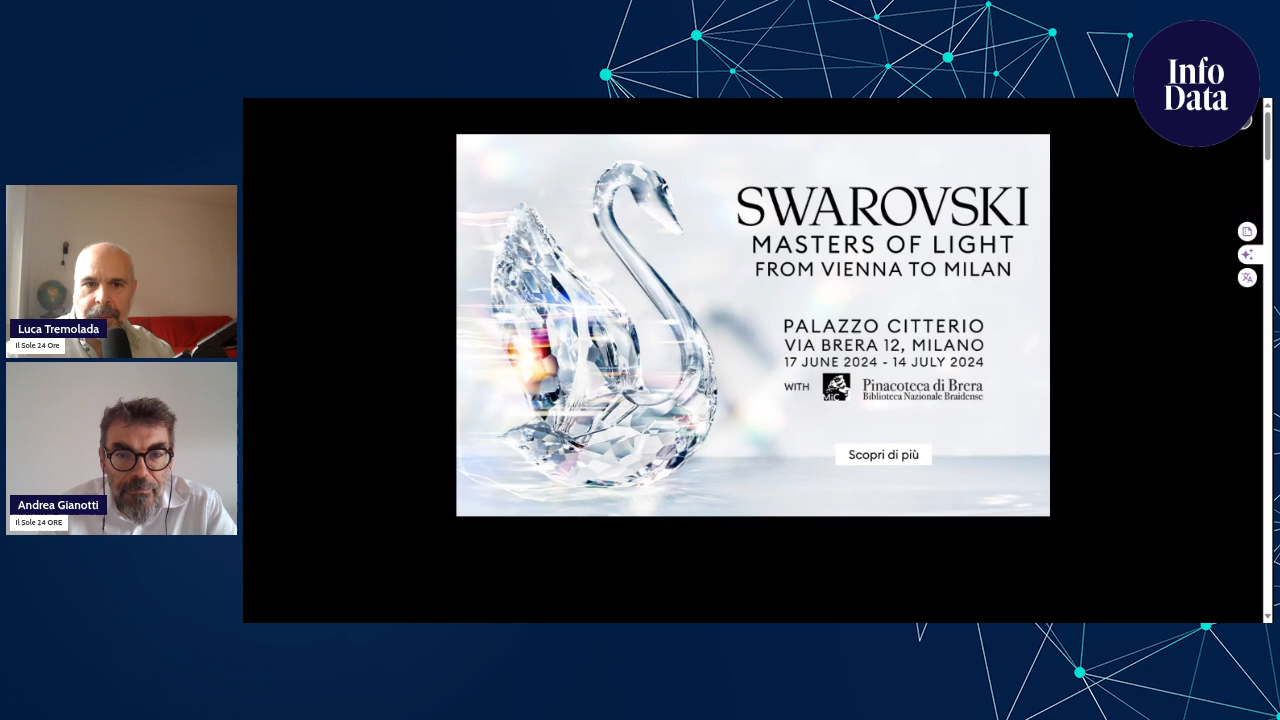 Info
Data
Luca Tremolada
Il Sole 24 Ore
Andrea Gianotti
Il Sole 24 ORE
SWAROVSKI
MASTERS OF LIGHT
FROM VIENNA TO MILAN
PALAZZO CITTERIO
VIA BRERA 12, MILANO
17 JUNE 2024 - 14 JULY 2024
WITH
MiC
Pinacoteca di Brera
Biblioteca Nazionale Braidense
Scopri di più